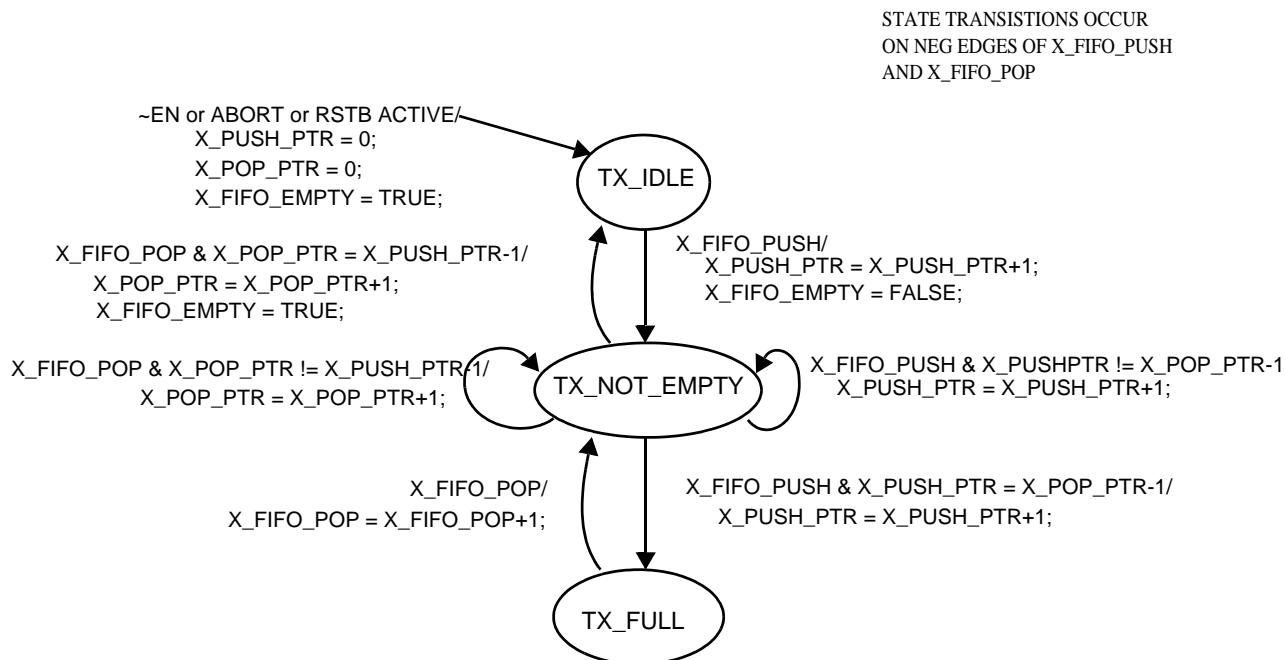 STATE TRANSISTIONS OCCUR
ON NEG EDGES OF X_FIFO_PUSH
AND X_FIFO_POP
~EN or ABORT or RSTB ACTIVE/
X_PUSH_PTR = 0;
X_POP_PTR = 0;
X_FIFO_EMPTY = TRUE;
TX_IDLE
X_FIFO_POP & X_POP_PTR = X_PUSH_PTR-1/
X_POP_PTR = X_POP_PTR+1;
X_FIFO_EMPTY = TRUE;
X_FIFO_PUSH/
X_PUSH_PTR = X_PUSH_PTR+1;
X_FIFO_EMPTY = FALSE;
X_FIFO_POP & X_POP_PTR != X_PUSH_PTR-1/
X_POP_PTR = X_POP_PTR+1;
TX_NOT_EMPTY
X_FIFO_PUSH & X_PUSHPTR != X_POP_PTR-1
X_PUSH_PTR = X_PUSH_PTR+1;
X_FIFO_POP/
X_FIFO_POP = X_FIFO_POP+1;
X_FIFO_PUSH & X_PUSH_PTR = X_POP_PTR-1/
X_PUSH_PTR = X_PUSH_PTR+1;
TX_FULL